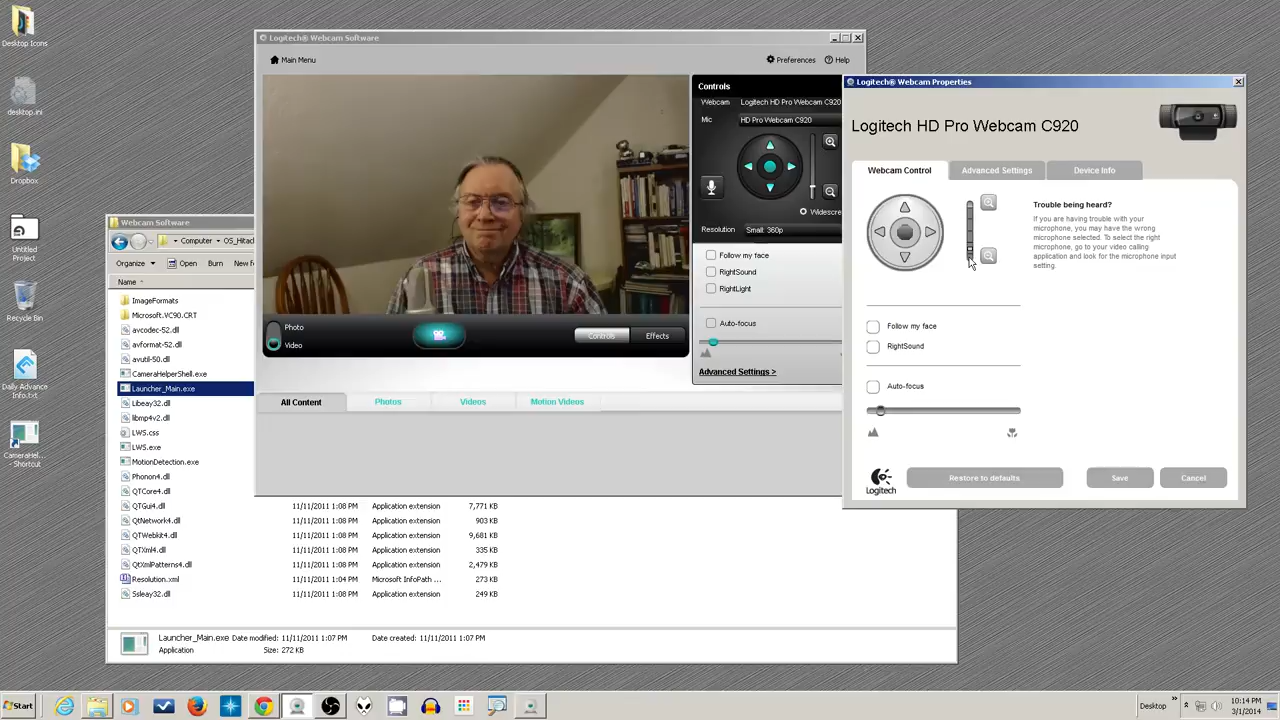 Desktop Icons
desktop.ini
Dropbox
Untitled
Project
Recycle Bin
Daily Advance
Info.txt
CameraHel...
- Shortcut
Logitech® Webcam Software
Main Menu
Preferences
Help
Controls
Webcam
Logitech HD Pro Webcam C920
Mic
HD Pro Webcam C920
Widescre
Resolution
Small: 360p
Follow my face
RightSound
RightLight
Auto-focus
Advanced Settings >
Photo
Video
Controls
Effects
All Content
Photos
Videos
Motion Videos
Logitech® Webcam Properties
Logitech HD Pro Webcam C920
Webcam Control
Advanced Settings
Device Info
Trouble being heard?
If you are having trouble with your
microphone, you may have the wrong
microphone selected. To select the right
microphone, go to your video calling
application and look for the microphone input
setting.
Follow my face
RightSound
Auto-focus
Logitech
Restore to defaults
Save
Cancel
Webcam Software
Computer
OS_Hitac
Organize
Open
Burn
New f
Name
ImageFormats
Microsoft.VC90.CRT
avcodec-52.dll
avformat-52.dll
avutil-50.dll
CameraHelperShell.exe
Launcher_Main.exe
Libeay32.dll
libmp4v2.dll
LWS.css
LWS.exe
MotionDetection.exe
Phonon4.dll
QTCore4.dll
QTGui4.dll 11/11/2011 1:08 PM Application extension 7,771 KB
QtNetwork4.dll 11/11/2011 1:08 PM Application extension 903 KB
QTWebkit4.dll 11/11/2011 1:08 PM Application extension 9,681 KB
QTXml4.dll 11/11/2011 1:08 PM Application extension 335 KB
QtXmlPatterns4.dll 11/11/2011 1:08 PM Application extension 2,479 KB
Resolution.xml 11/11/2011 1:04 PM Microsoft InfoPath ... 273 KB
Ssleay32.dll 11/11/2011 1:08 PM Application extension 249 KB
Launcher_Main.exe Date modified: 11/11/2011 1:07 PM Date created: 11/11/2011 1:07 PM
Application Size: 272 KB
Start
Desktop
10:14 PM
3/1/2014